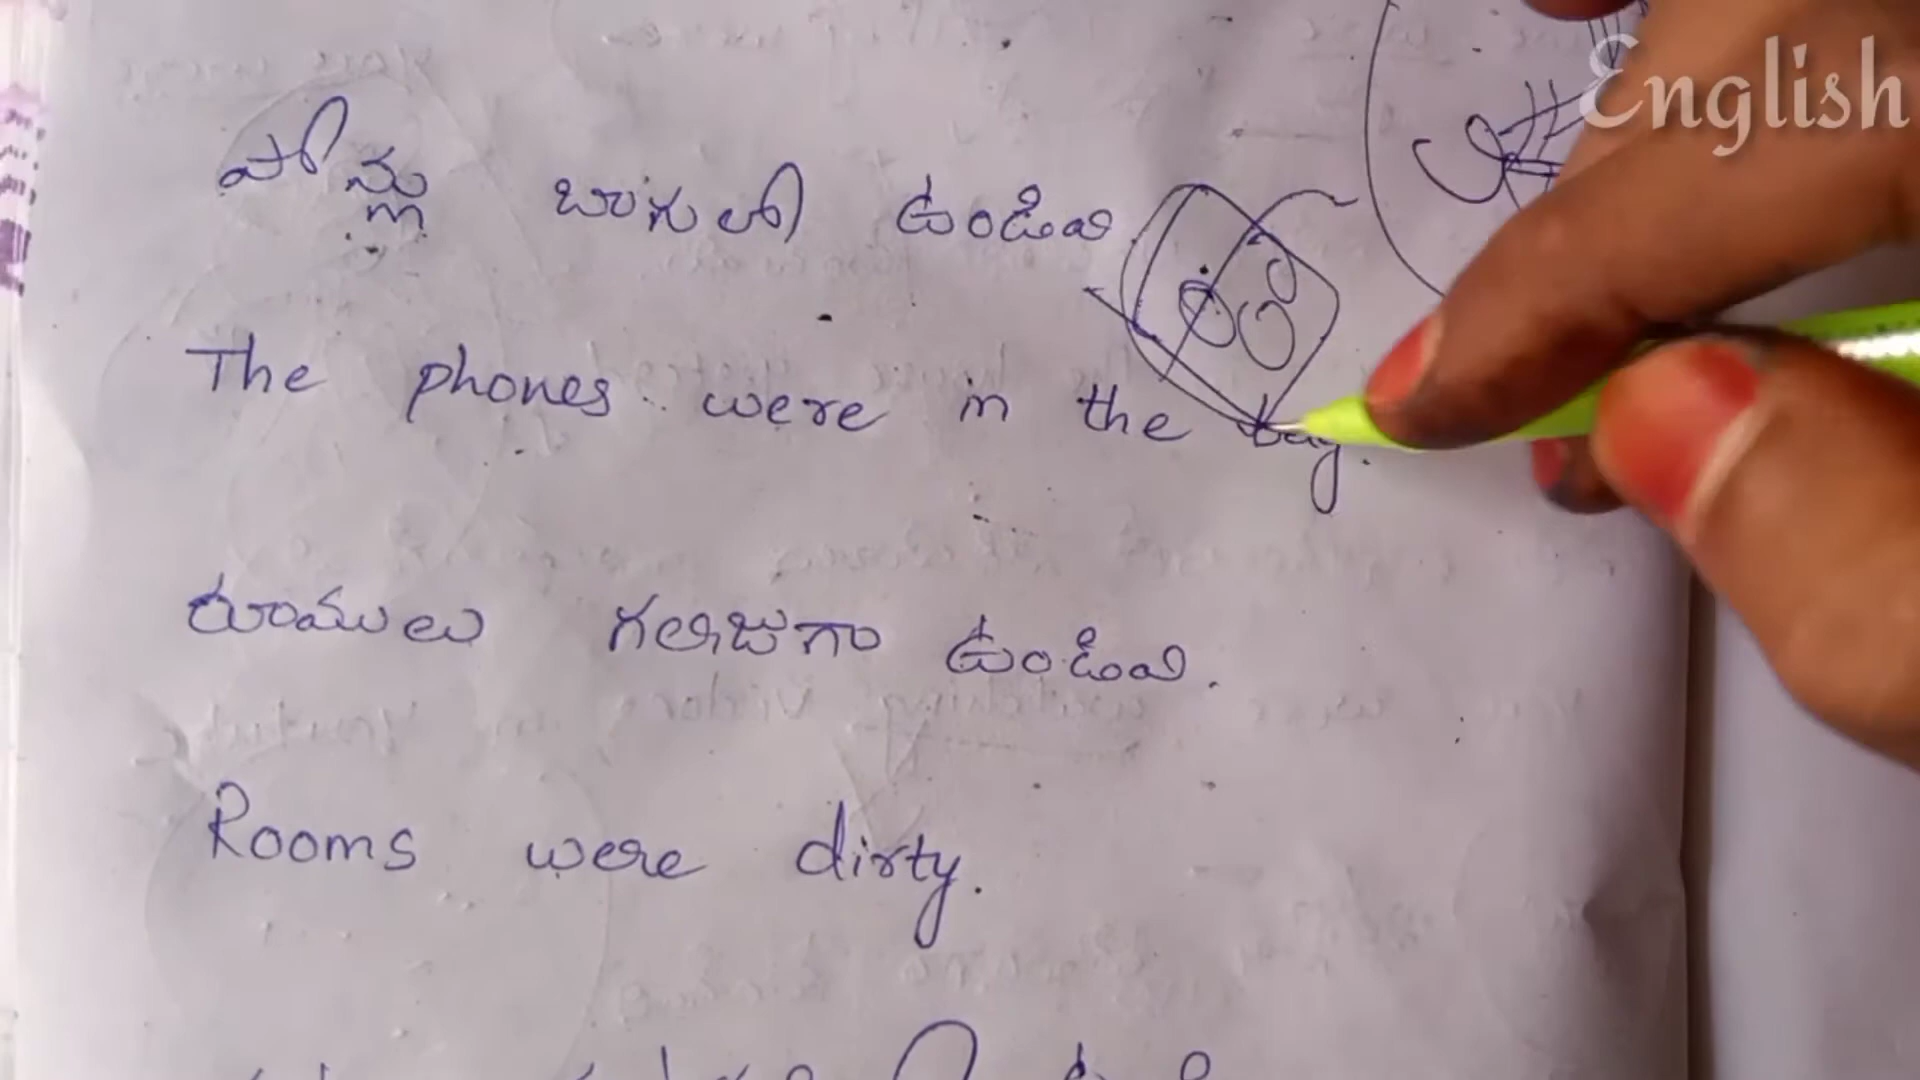 English
ఫోన్లు బాగులో ఉండివి
The phones were in the bag.
రూములు గలిజుగా ఉండివి.
Rooms were dirty.